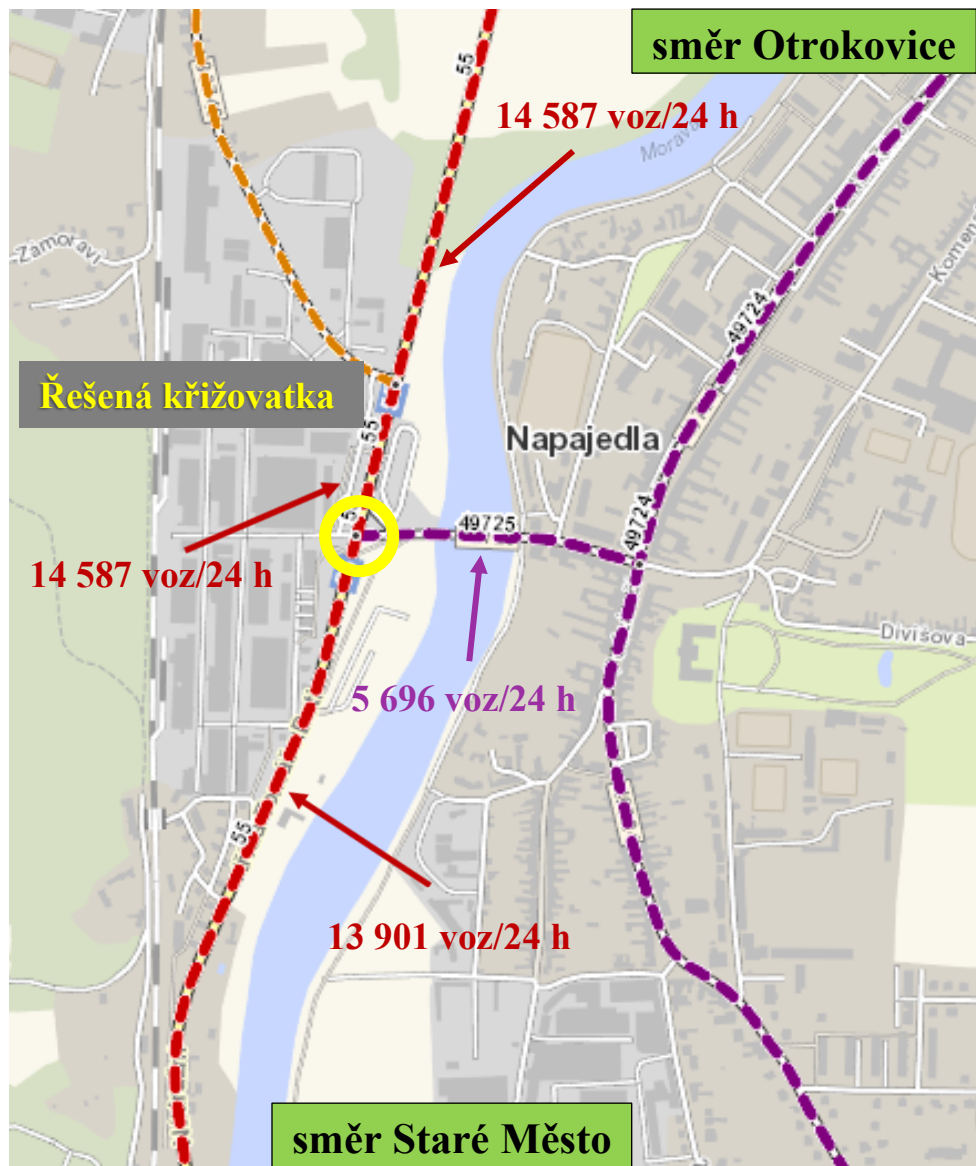 směr Otrokovice
55
14 587 voz/24 h
Morava
Zámoraví
49724
Řešená křižovatka
55
Napajedla
49725
49724
14 587 voz/24 h
Divišova
5 696 voz/24 h
55
13 901 voz/24 h
směr Staré Město